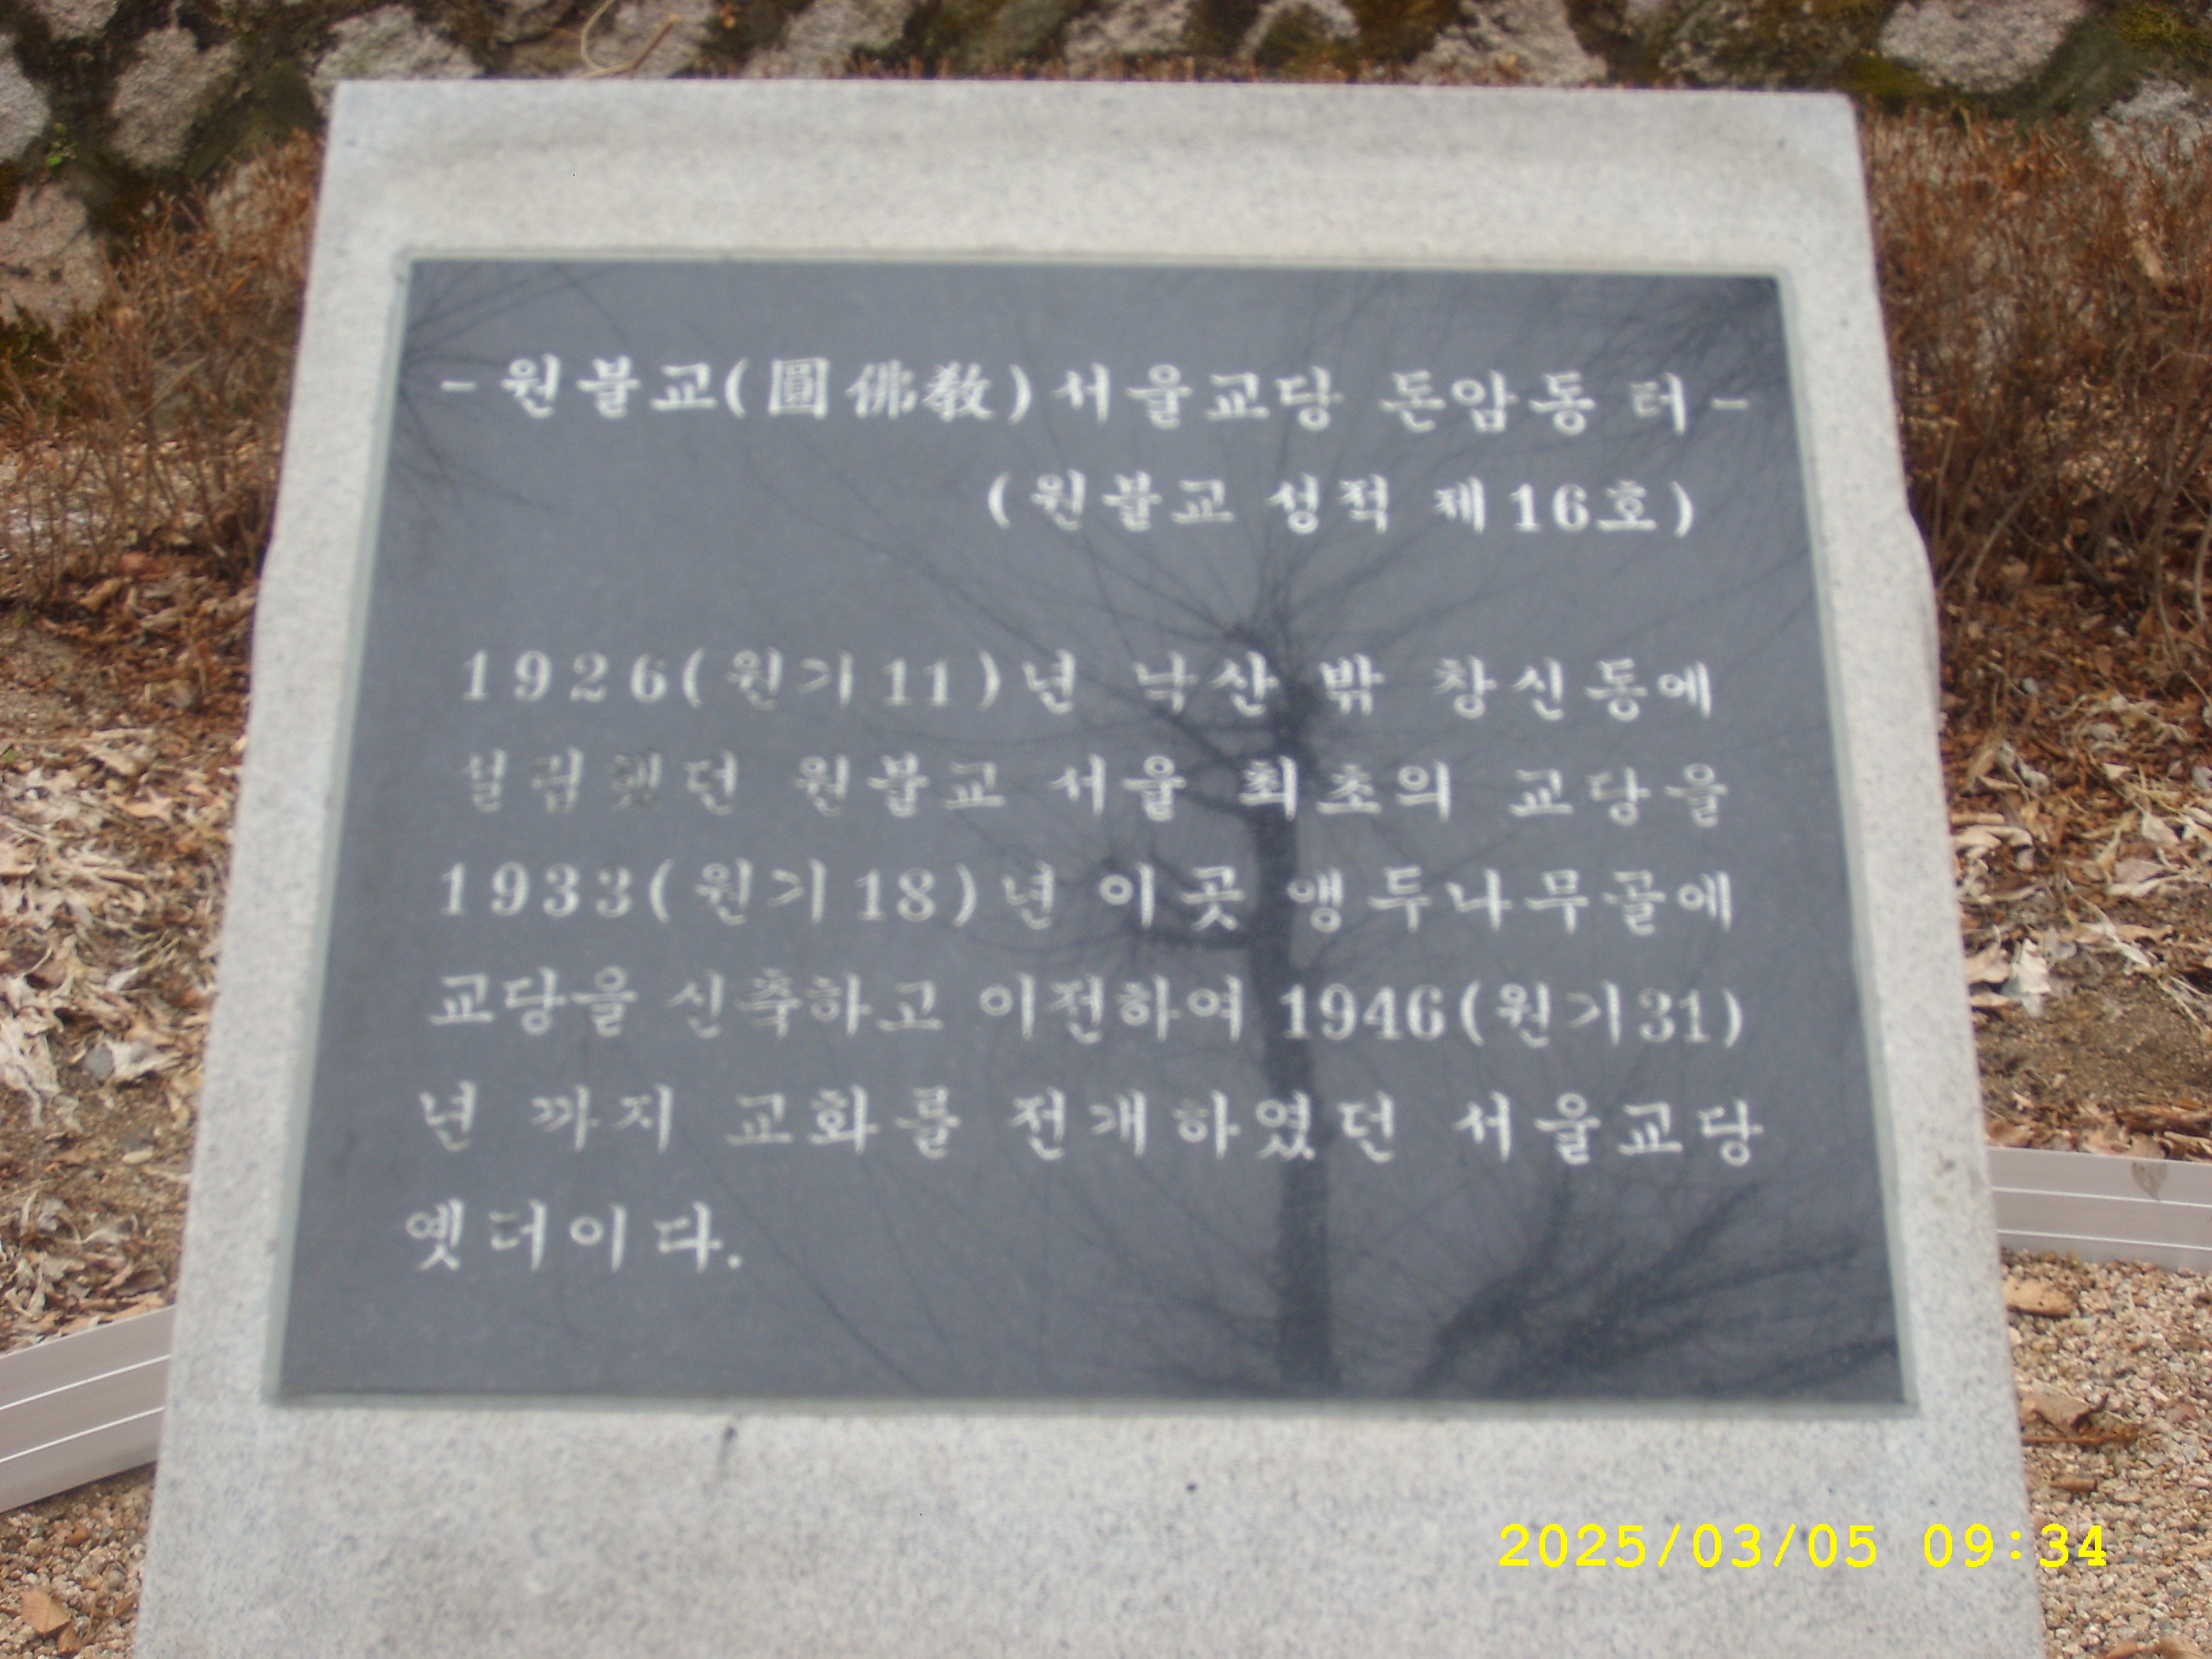 -원불교(圓佛敎)서울교당 돈암동 터-
(원불교 성적 제16호)
1926(원기11)년 낙산 밖 창신동에
설립했던 원불교 서울 최초의 교당을
1933(원기18)년 이곳 앵두나무골에
교당을 신축하고 이전하여 1946(원기31)
년 까지 교화를 전개하였던 서울교당
옛터이다.
2025/03/05 09:34